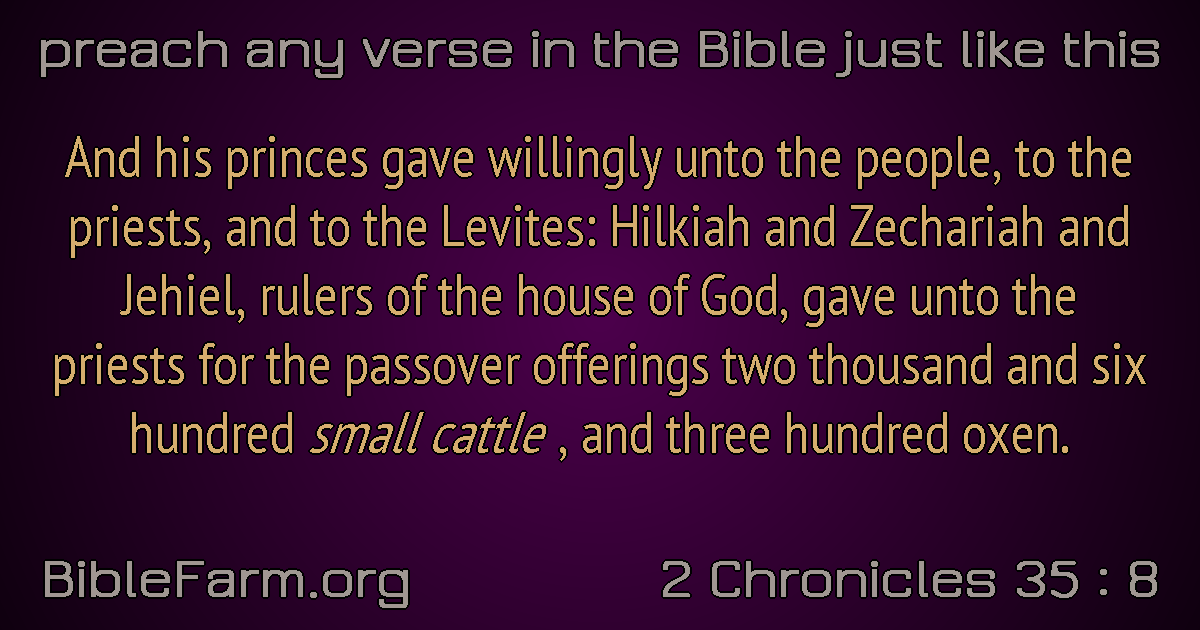 preach any verse in the Bible just like this
And his princes gave willingly unto the people, to the
priests, and to the Levites: Hilkiah and Zechariah and
Jehiel, rulers of the house of God, gave unto the
priests for the passover offerings two thousand and six
hundred small cattle , and three hundred oxen.
BibleFarm.org
2 Chronicles 35 : 8